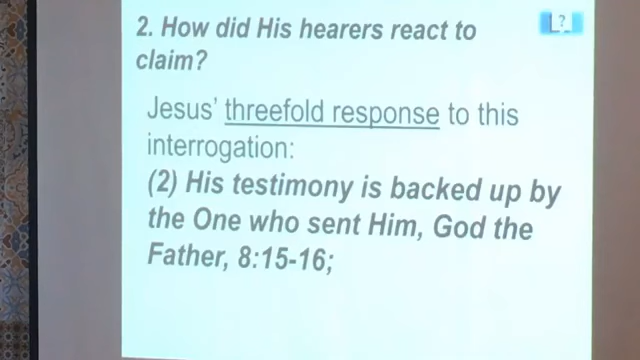 2. How did His hearers react to
claim?
Jesus’ threefold response to this
interrogation:
(2) His testimony is backed up by
the One who sent Him, God the
Father, 8:15-16;